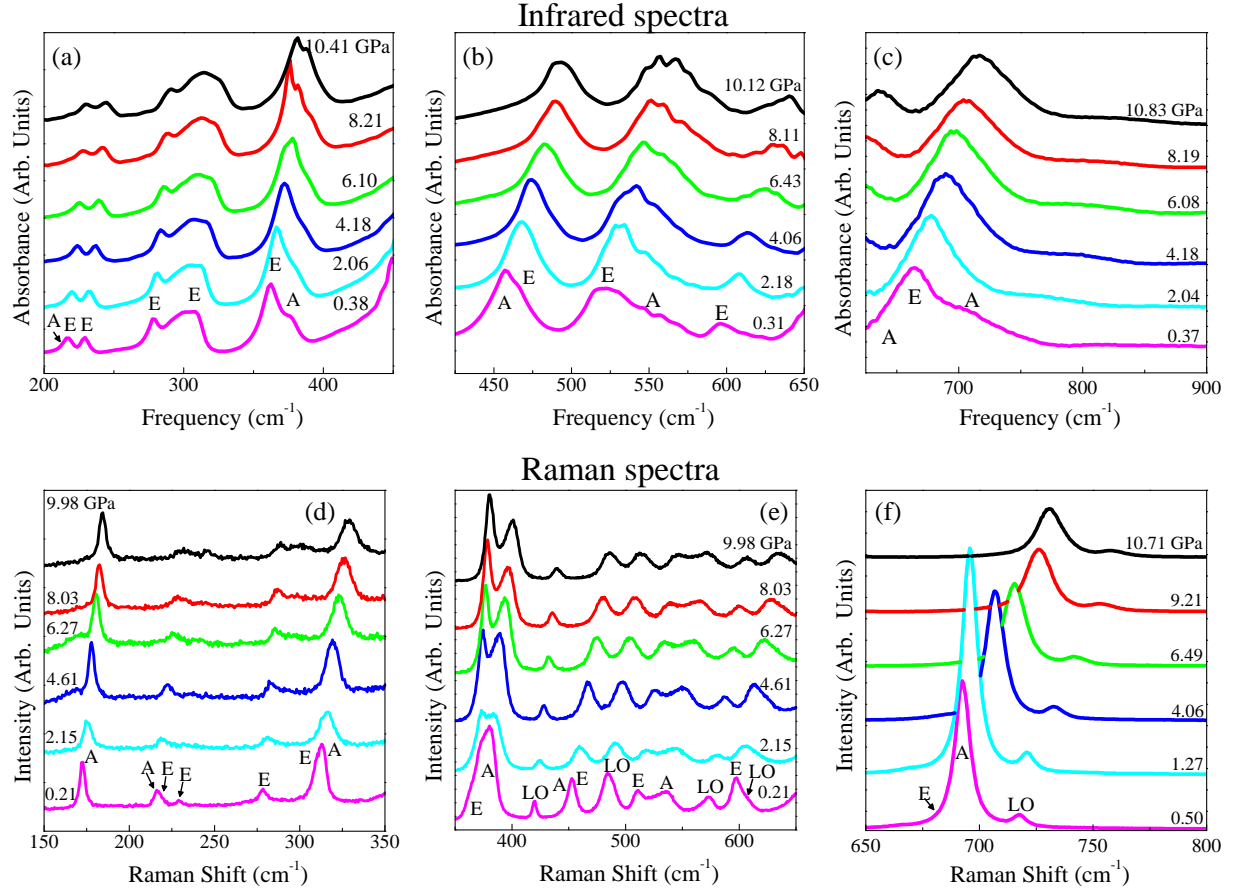 Infrared spectra
(a)
10.41 GPa
8.21
6.10
4.18
2.06
0.38
A
E
E
E
E
E
A
Absorbance (Arb. Units)
200 250 300 350 400
Frequency (cm-1)
(b)
10.12 GPa
8.11
6.43
4.06
2.18
0.31
A
E
A
E
Absorbance (Arb. Units)
450 500 550 600 650
Frequency (cm-1)
(c)
10.83 GPa
8.19
6.08
4.18
2.04
0.37
A
E
A
Absorbance (Arb. Units)
700 800 900
Frequency (cm-1)
Raman spectra
(d)
9.98 GPa
8.03
6.27
4.61
2.15
0.21
A
A
E
E
E
E
A
Intensity (Arb. Units)
150 200 250 300 350
Raman Shift (cm-1)
(e)
9.98 GPa
8.03
6.27
4.61
2.15
0.21
E
A
LO
A
E
LO
E
A
LO
E
LO
Intensity (Arb. Units)
400 500 600
Raman Shift (cm-1)
(f)
10.71 GPa
9.21
6.49
4.06
1.27
0.50
E
A
LO
Intensity (Arb. Units)
650 700 750 800
Raman Shift (cm-1)